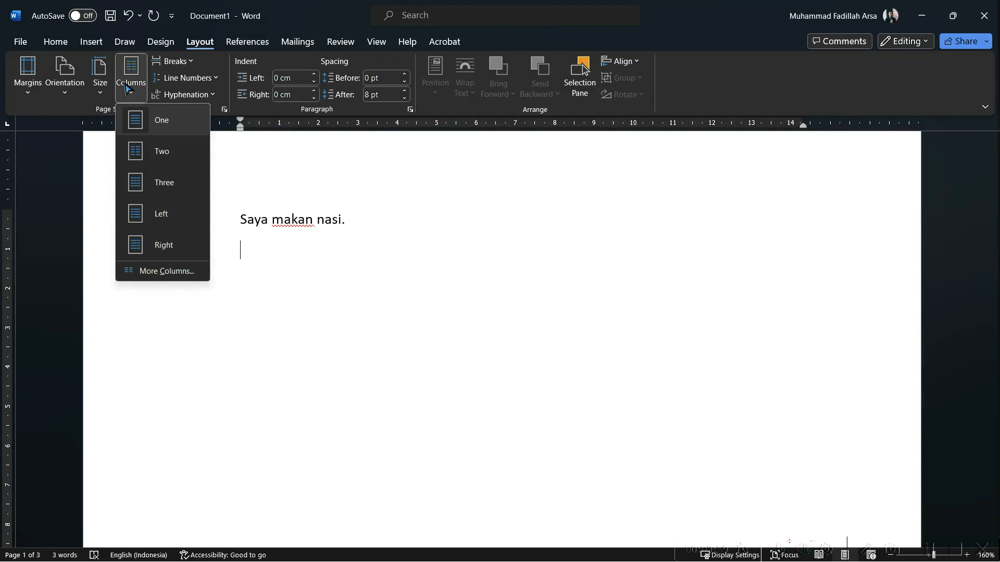 AutoSave Off Document1 - Word Search Muhammad Fadillah Arsa
File Home Insert Draw Design Layout References Mailings Review View Help Acrobat Comments Editing Share
Margins Orientation Size Columns
Breaks
Line Numbers
Hyphenation
Page S
Indent Spacing
Left: 0 cm Before: 0 pt
Right: 0 cm After: 8 pt
Paragraph
Position Wrap Text Bring Forward Send Backward Selection Pane
Align
Group
Rotate
Arrange
1 2 3 4 5 6 7 8 9 10 11 12 13 14
One
Two
Three
Left
Right
More Columns...
Saya makan nasi.
1
2
3
4
5
6
7
8
Page 1 of 3 3 words English (Indonesia) Accessibility: Good to go Display Settings Focus 160%